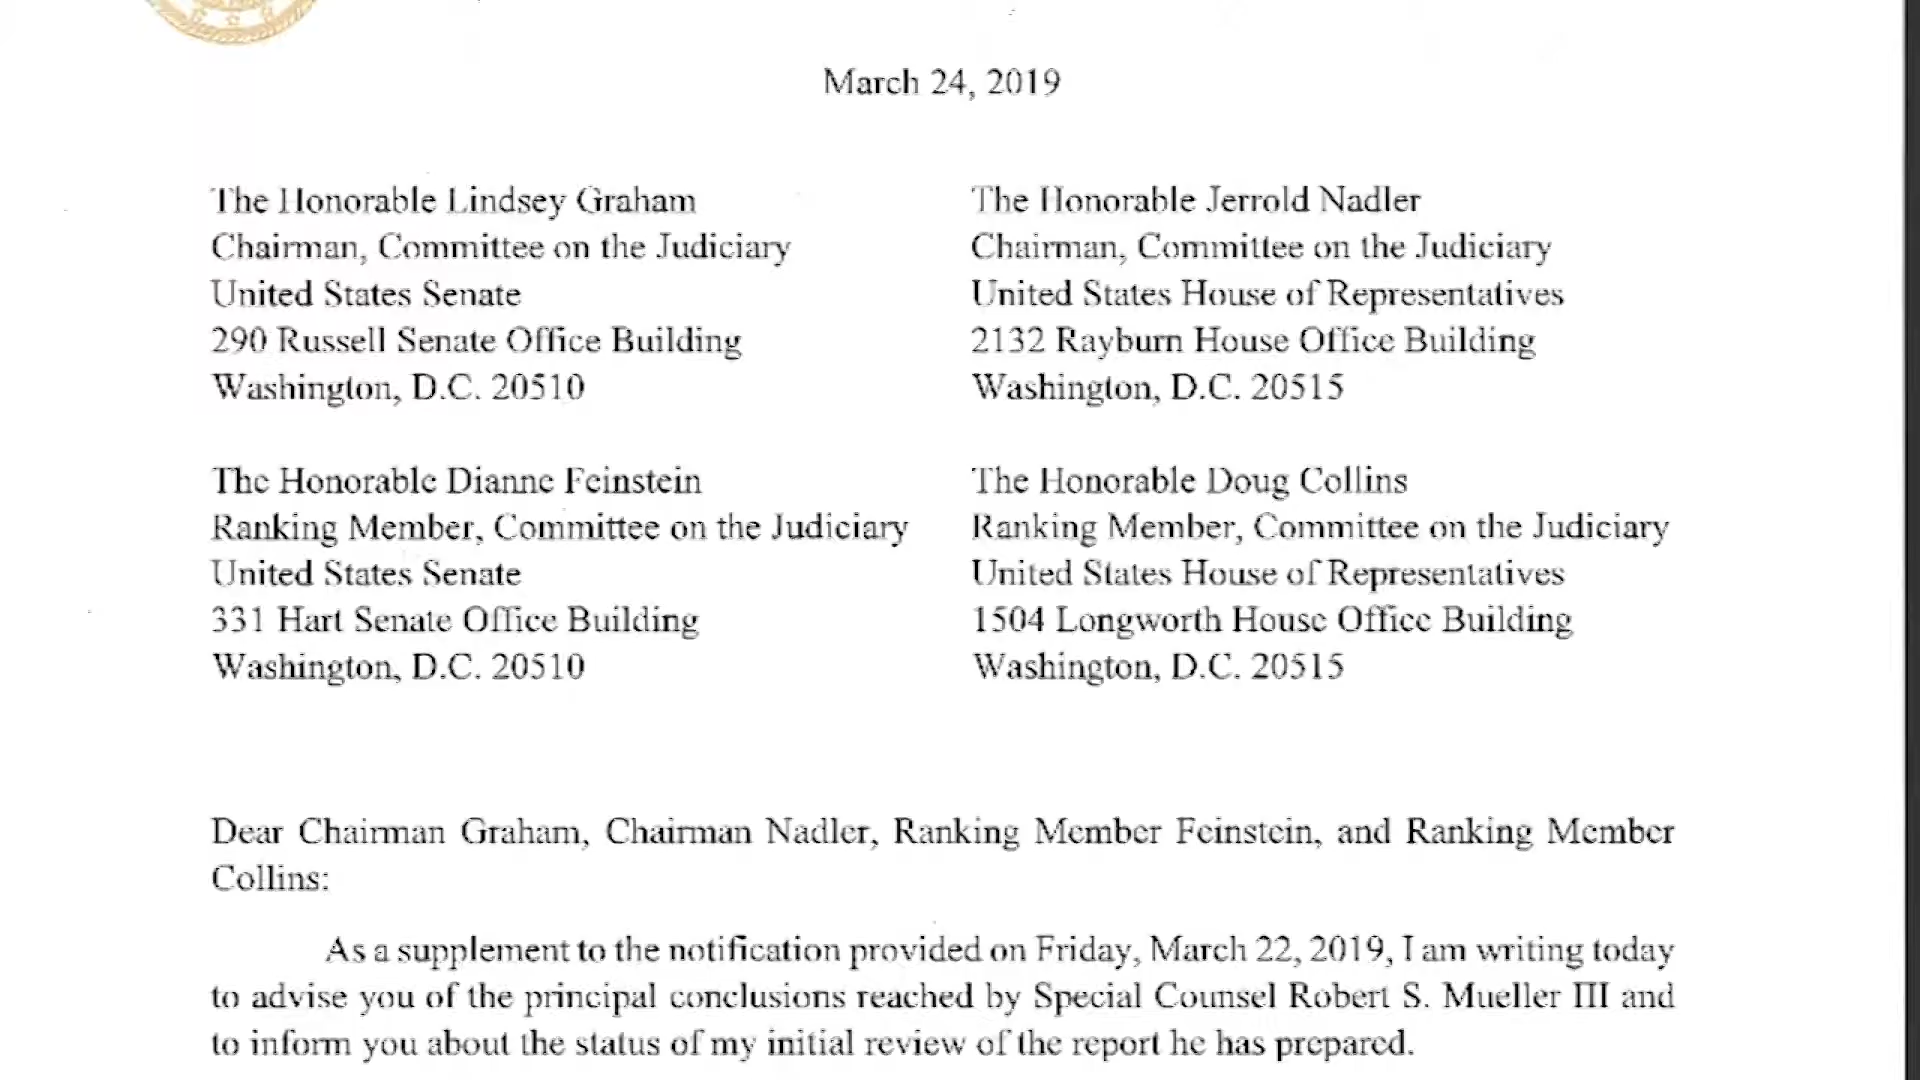 March 24, 2019
The Honorable Lindsey Graham
Chairman, Committee on the Judiciary
United States Senate
290 Russell Senate Office Building
Washington, D.C. 20510
The Honorable Jerrold Nadler
Chairman, Committee on the Judiciary
United States House of Representatives
2132 Rayburn House Office Building
Washington, D.C. 20515
The Honorable Dianne Feinstein
Ranking Member, Committee on the Judiciary
United States Senate
331 Hart Senate Office Building
Washington, D.C. 20510
The Honorable Doug Collins
Ranking Member, Committee on the Judiciary
United States House of Representatives
1504 Longworth House Office Building
Washington, D.C. 20515
Dear Chairman Graham, Chairman Nadler, Ranking Member Feinstein, and Ranking Member
Collins:
As a supplement to the notification provided on Friday, March 22, 2019, I am writing today
to advise you of the principal conclusions reached by Special Counsel Robert S. Mueller III and
to inform you about the status of my initial review of the report he has prepared.